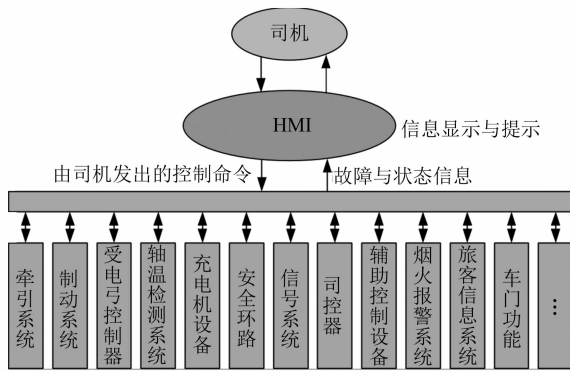 司机
HMI
信息显示与提示
由司机发出的控制命令
故障与状态信息
牵引系统
制动系统
受电弓控制器
轴温检测系统
充电机设备
安全环路
信号系统
司控器
辅助控制设备
烟火报警系统
旅客信息系统
车门功能
…